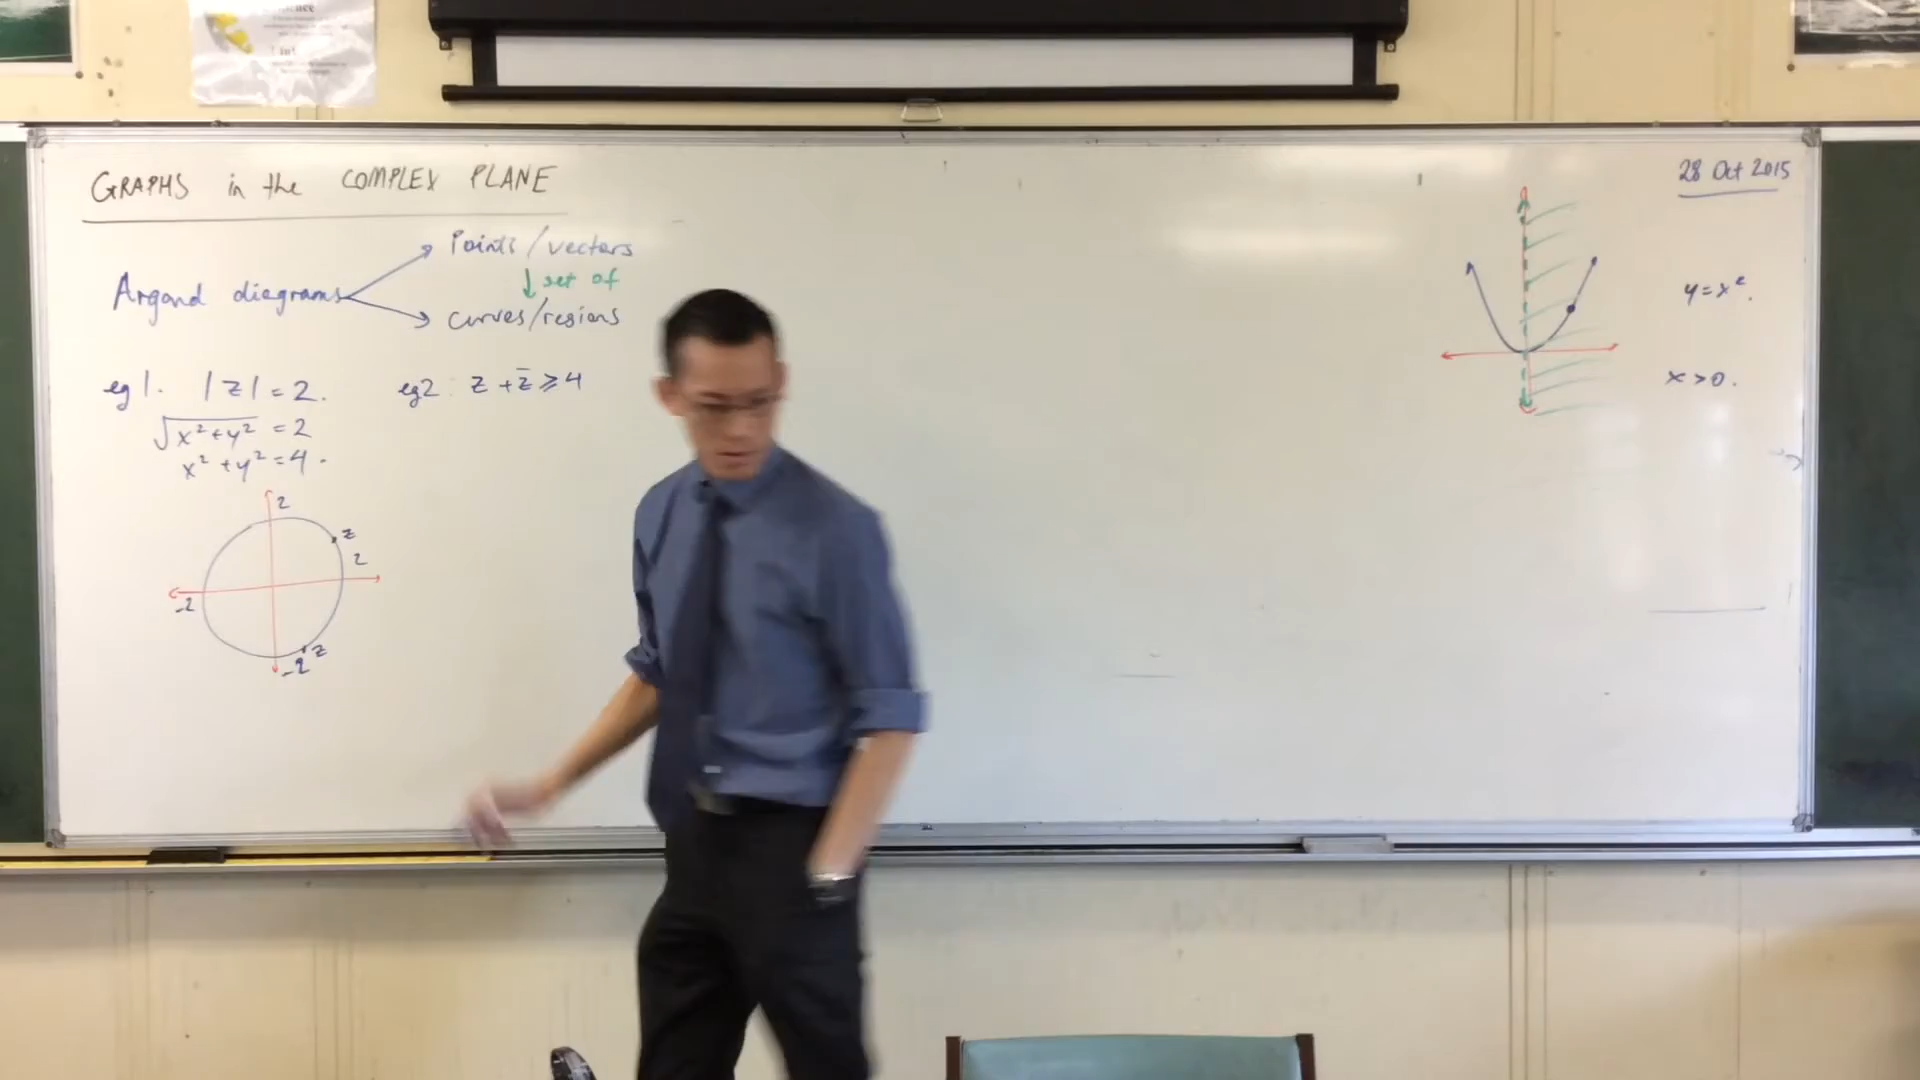 GRAPHS in the COMPLEX PLANE
28 Oct 2015
Argand diagrams
Points/vectors
↓ set of
curves/regions
eg 1. |z| = 2.
√x²+y² = 2
x² + y² = 4.
2
z
2
-2
z
-2
eg2 : z + z̄ ⩾ 4
y = x².
x > 0.